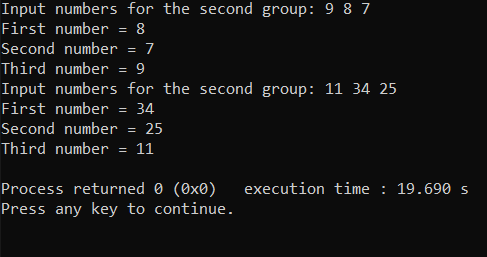 Input numbers for the second group: 9 8 7
First number = 8
Second number = 7
Third number = 9
Input numbers for the second group: 11 34 25
First number = 34
Second number = 25
Third number = 11
Process returned 0 (0x0)   execution time : 19.690 s
Press any key to continue.